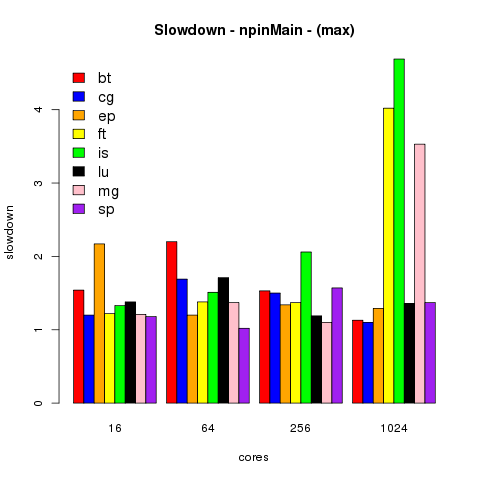 Slowdown - npinMain - (max)
bt
cg
ep
ft
is
lu
mg
sp
slowdown
4
3
2
1
0
16 64 256 1024
cores